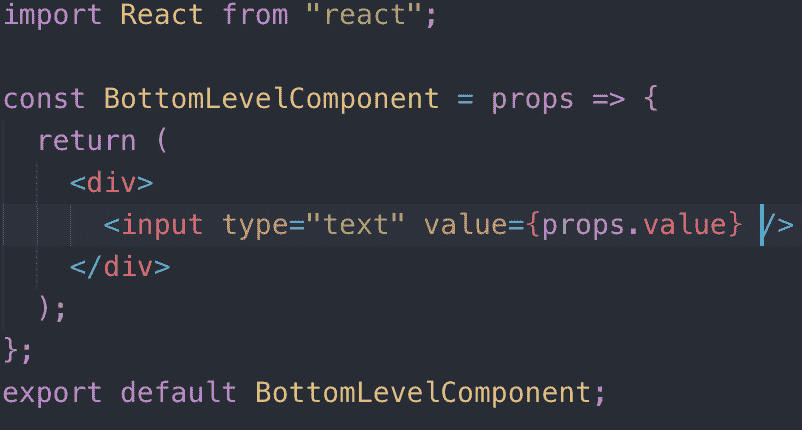 import React from "react";
const BottomLevelComponent = props => {
return (
<div>
<input type="text" value={props.value} />
</div>
);
};
export default BottomLevelComponent;